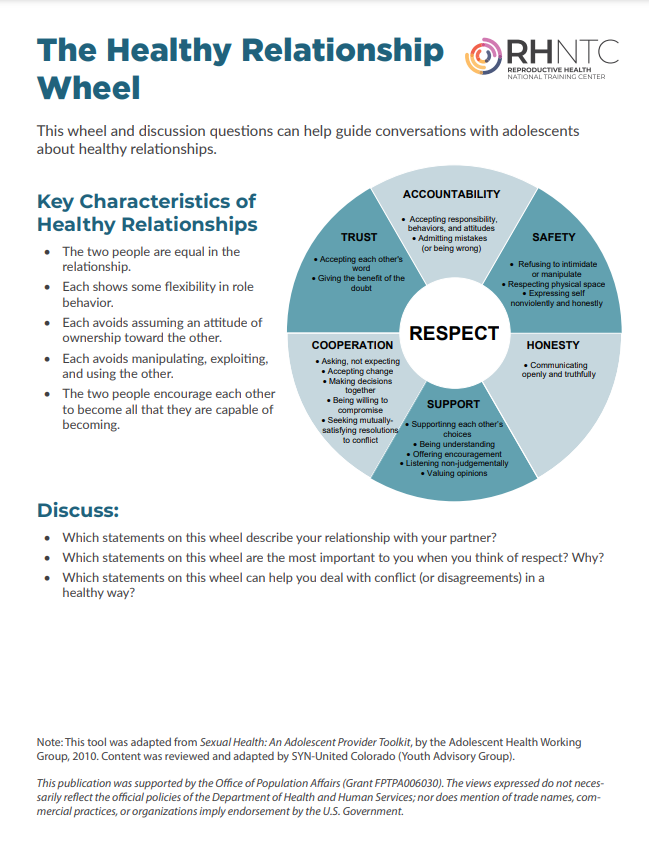 The Healthy Relationship
Wheel
RHNTC
REPRODUCTIVE HEALTH
NATIONAL TRAINING CENTER
This wheel and discussion questions can help guide conversations with adolescents
about healthy relationships.
Key Characteristics of
Healthy Relationships
• The two people are equal in the
relationship.
• Each shows some flexibility in role
behavior.
• Each avoids assuming an attitude of
ownership toward the other.
• Each avoids manipulating, exploiting,
and using the other.
• The two people encourage each other
to become all that they are capable of
becoming.
ACCOUNTABILITY
• Accepting responsibility,
behaviors, and attitudes
• Admitting mistakes
(or being wrong)
TRUST
• Accepting each other's
word
• Giving the benefit of the
doubt
SAFETY
• Refusing to intimidate
or manipulate
• Respecting physical space
• Expressing self
nonviolently and honestly
RESPECT
COOPERATION
• Asking, not expecting
• Accepting change
• Making decisions
together
• Being willing to
compromise
• Seeking mutually-
satisfying resolutions
to conflict
HONESTY
• Communicating
openly and truthfully
SUPPORT
• Supportinng each other's
choices
• Being understanding
• Offering encouragement
• Listening non-judgementally
• Valuing opinions
Discuss:
• Which statements on this wheel describe your relationship with your partner?
• Which statements on this wheel are the most important to you when you think of respect? Why?
• Which statements on this wheel can help you deal with conflict (or disagreements) in a
healthy way?
Note: This tool was adapted from Sexual Health: An Adolescent Provider Toolkit, by the Adolescent Health Working
Group, 2010. Content was reviewed and adapted by SYN-United Colorado (Youth Advisory Group).
This publication was supported by the Office of Population Affairs (Grant FPTPA006030). The views expressed do not neces-
sarily reflect the official policies of the Department of Health and Human Services; nor does mention of trade names, com-
mercial practices, or organizations imply endorsement by the U.S. Government.